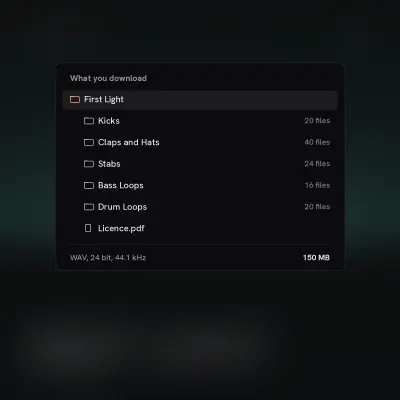 What you download
First Light
Kicks 20 files
Claps and Hats 40 files
Stabs 24 files
Bass Loops 16 files
Drum Loops 20 files
Licence.pdf
WAV, 24 bit, 44.1 kHz 150 MB